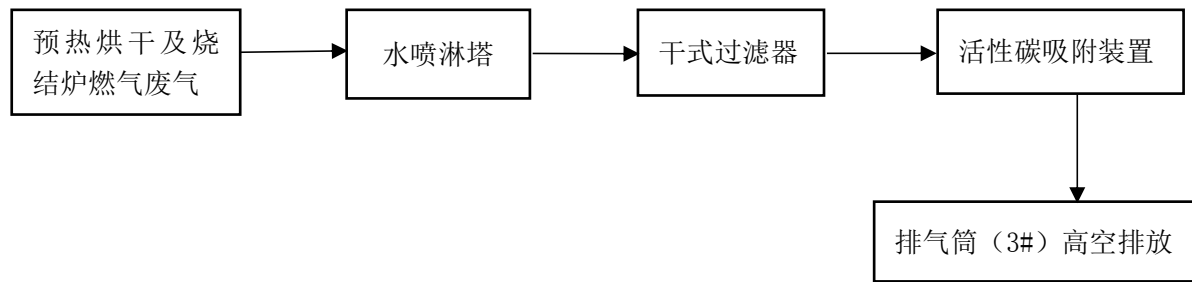 预热烘干及烧
结炉燃气废气
水喷淋塔
干式过滤器
活性碳吸附装置
排气筒（3#）高空排放